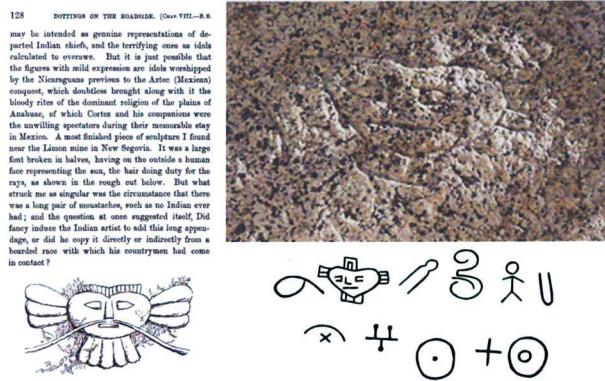 128 DOTTINGS ON THE ROADSIDE. [CHAP. VIII.—B. S.
may be intended as genuine representations of de-
parted Indian chiefs, and the terrifying ones as idols
calculated to overawe. But it is just possible that
the figures with mild expression are idols worshipped
by the Nicaraguans previous to the Aztec (Mexican)
conquest, which doubtless brought along with it the
bloody rites of the dominant religion of the plains of
Anahuac, of which Cortez and his companions were
the unwilling spectators during their memorable stay
in Mexico. A most finished piece of sculpture I found
near the Limon mine in New Segovia. It was a large
font broken in halves, having on the outside a human
face representing the sun, the hair doing duty for the
rays, as shown in the rough cut below. But what
struck me as singular was the circumstance that there
was a long pair of moustaches, such as no Indian ever
had; and the question at once suggested itself, Did
fancy induce the Indian artist to add this long appen-
dage, or did he copy it directly or indirectly from a
bearded race with which his countrymen had come
in contact?